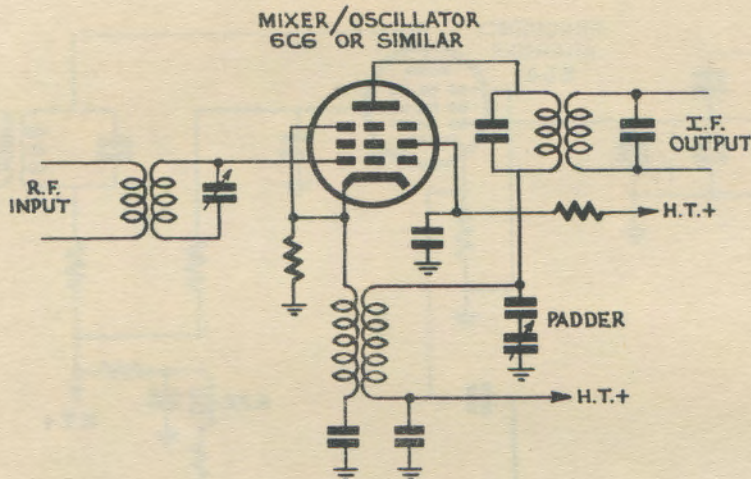 MIXER/OSCILLATOR
6C6 OR SIMILAR
R.F.
INPUT
I.F.
OUTPUT
H.T.+
PADDER
H.T.+